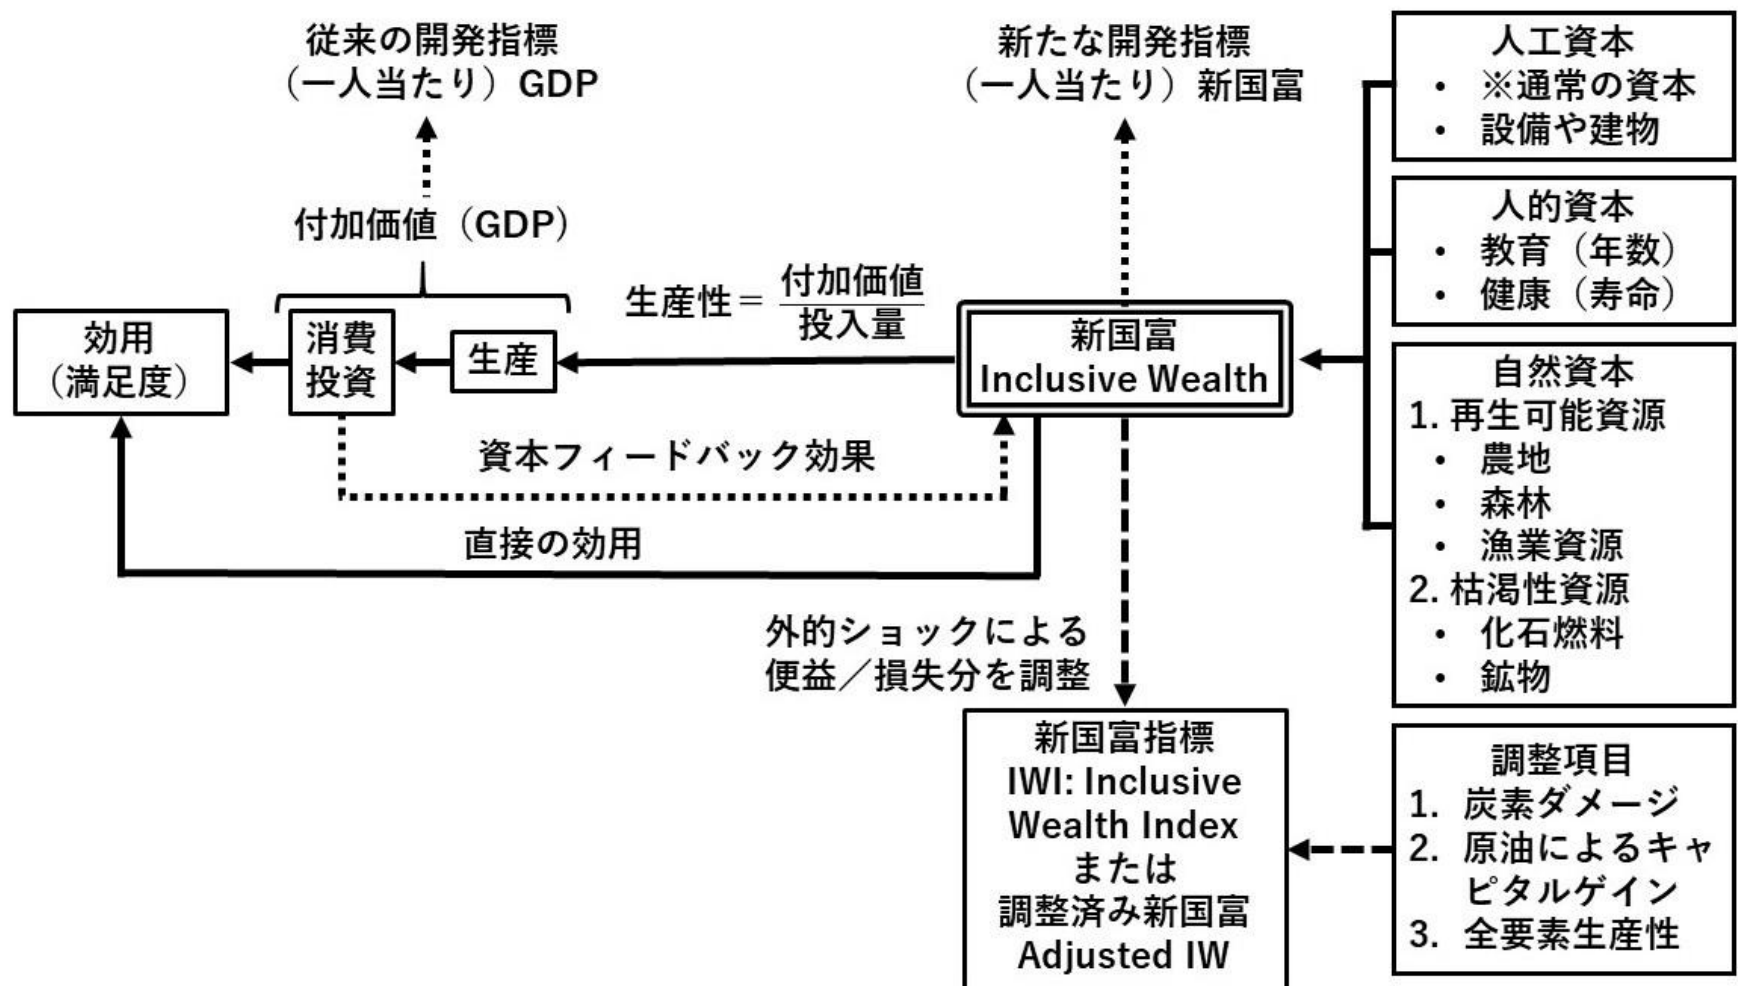 従来の開発指標
（一人当たり）GDP
新たな開発指標
（一人当たり）新国富
人工資本
• ※通常の資本
• 設備や建物
付加価値（GDP）
人的資本
• 教育（年数）
• 健康（寿命）
生産性＝ 付加価値
投入量
効用
（満足度）
消費
投資
生産
新国富
Inclusive Wealth
自然資本
1. 再生可能資源
• 農地
• 森林
• 漁業資源
2. 枯渇性資源
• 化石燃料
• 鉱物
資本フィードバック効果
直接の効用
外的ショックによる
便益／損失分を調整
新国富指標
IWI: Inclusive
Wealth Index
または
調整済み新国富
Adjusted IW
調整項目
1. 炭素ダメージ
2. 原油によるキャ
ピタルゲイン
3. 全要素生産性